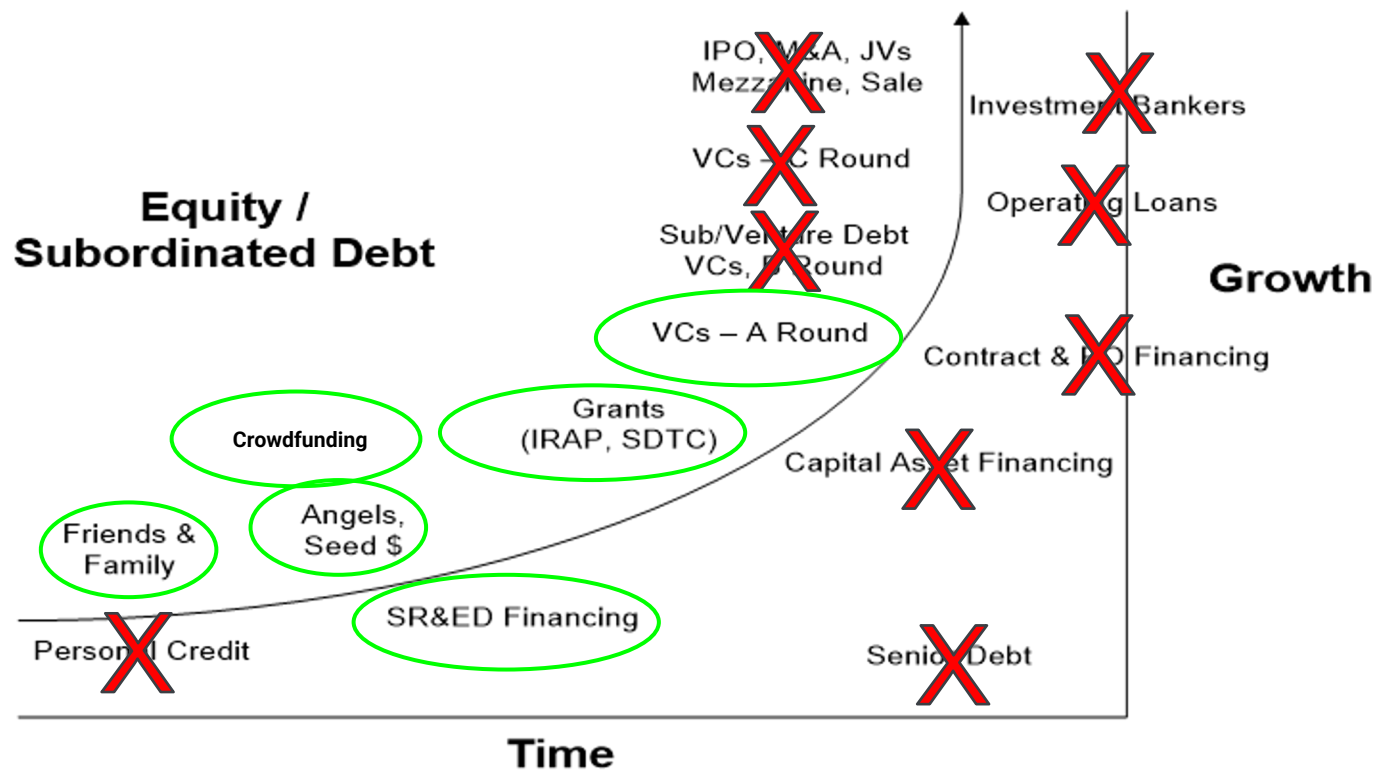 IPO, M&A, JVs
Mezzanine, Sale
Investment Bankers
VCs – C Round
Operating Loans
Equity /
Subordinated Debt
Sub/Venture Debt
VCs, B Round
Growth
VCs – A Round
Contract & PO Financing
Crowdfunding
Grants
(IRAP, SDTC)
Capital Asset Financing
Angels,
Seed $
Friends &
Family
SR&ED Financing
Personal Credit
Senior Debt
Time